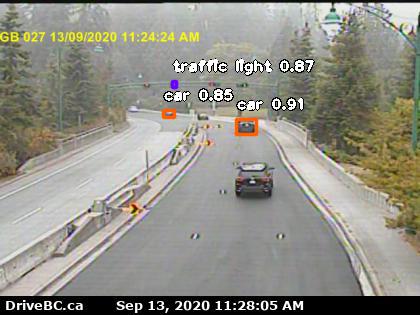 GB 027 13/09/2020 11:24:24 AM
traffic light 0.87
car 0.85
car 0.91
DriveBC.ca Sep 13, 2020 11:28:05 AM